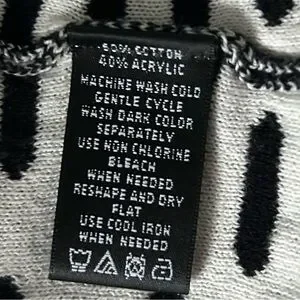 60% COTTON
40% ACRYLIC
MACHINE WASH COLD
GENTLE CYCLE
WASH DARK COLOR
SEPARATELY
USE NON CHLORINE
BLEACH
WHEN NEEDED
RESHAPE AND DRY
FLAT
USE COOL IRON
WHEN NEEDED